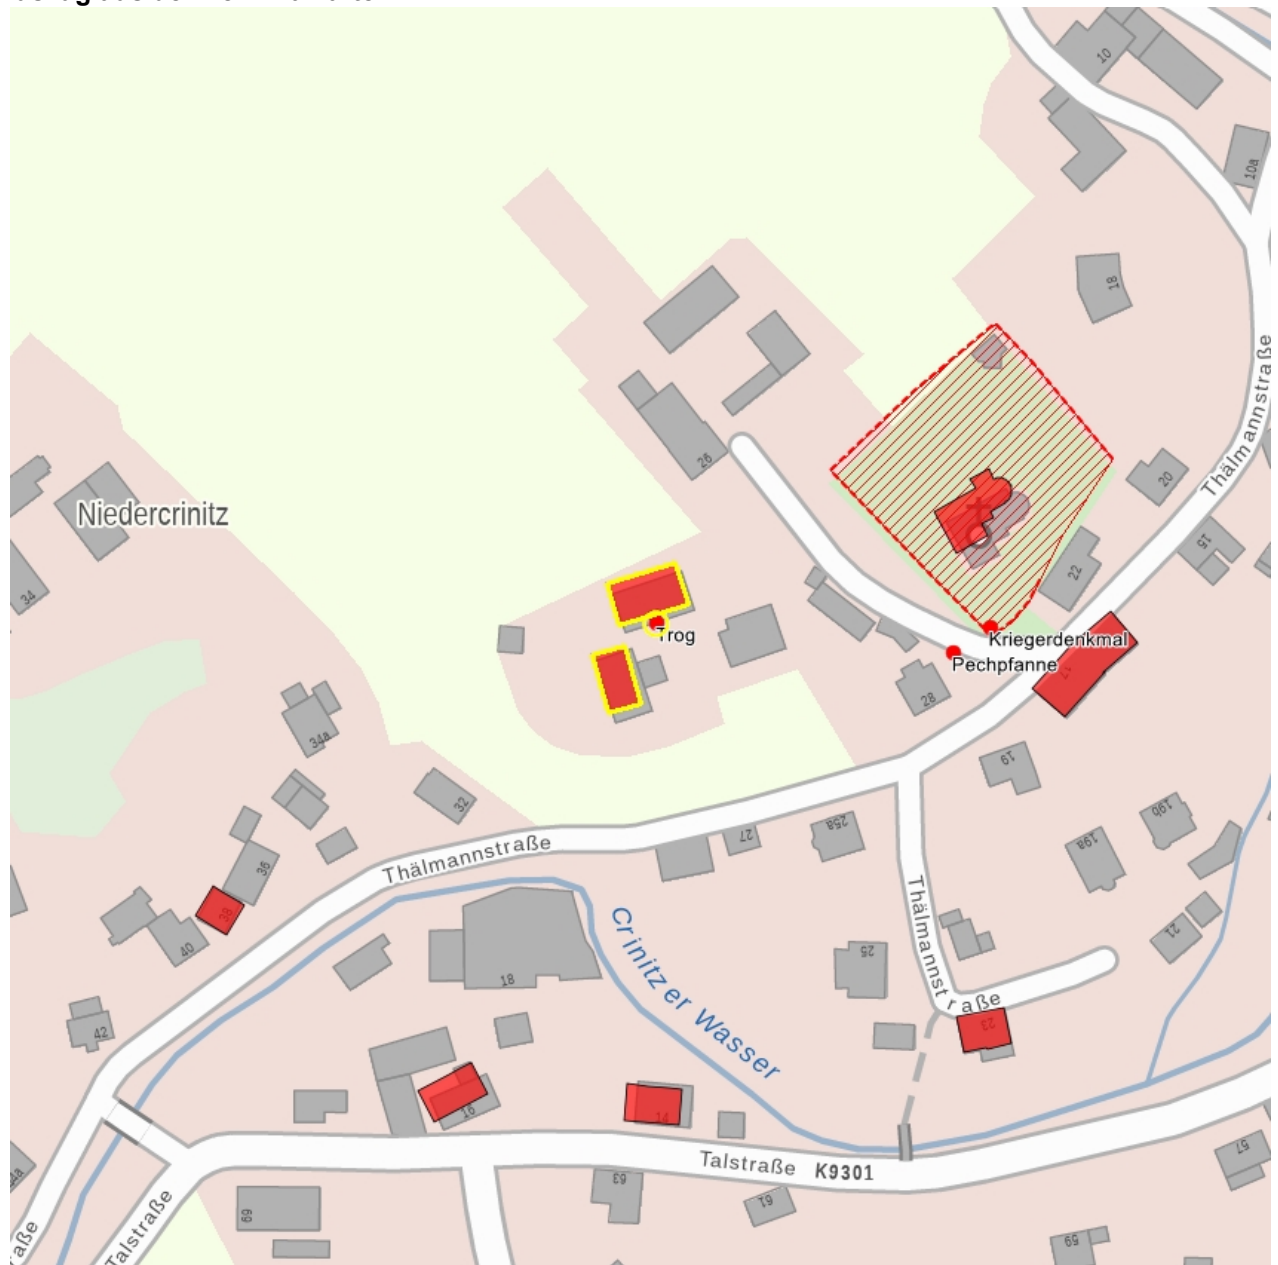 10
10a
18
Thälmannstraße
26
20
Niedercrinitz
15
34
22
Trog
Kriegerdenkmal
Pechpfanne
17
28
34a
19
32
25a
19b
27
19a
Thälmannstraße
36
38
Thälmannstraße
Crinitzer Wasser
40
21
25
18
42
23
16
14
Talstraße K9301
57
63
69
61
Talstraße
59